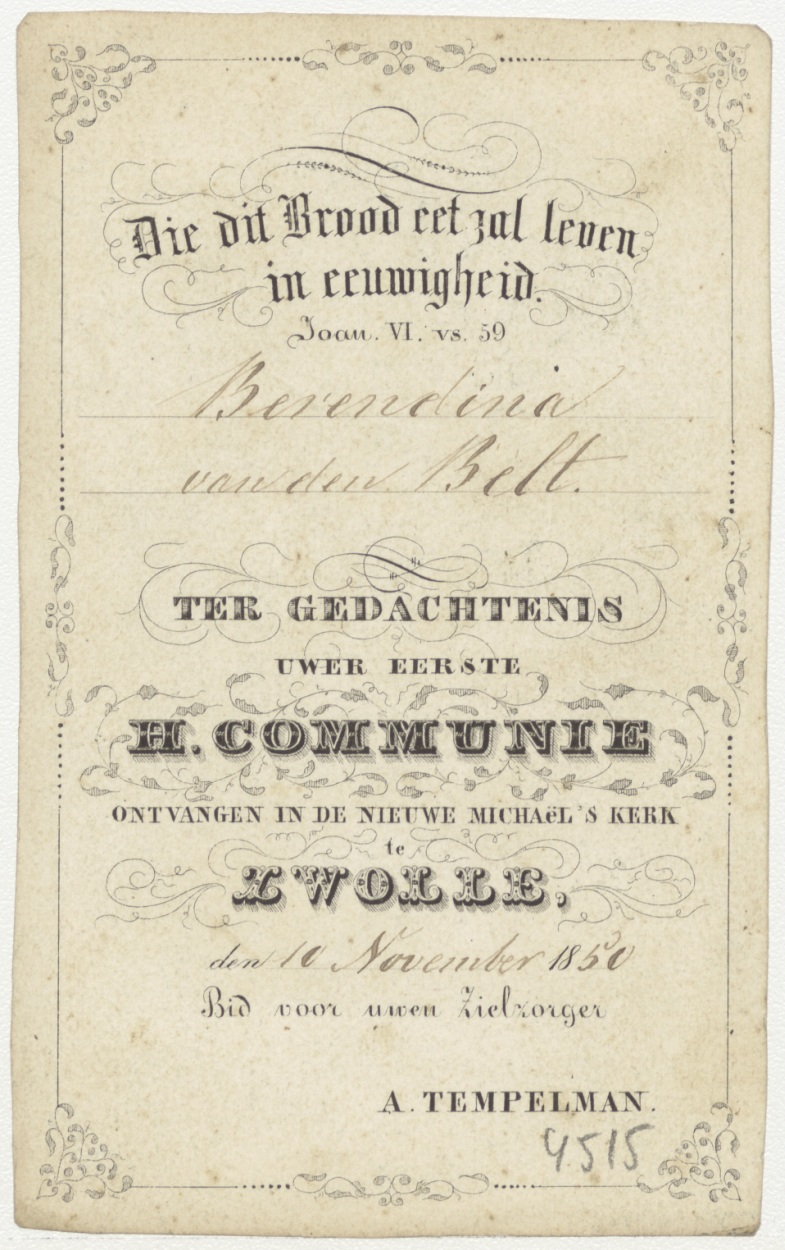 Die dit Brood eet zal leven
in eeuwigheid.
Joan. VI. vs. 59
Berendina
van den Belt.
TER GEDACHTENIS
UWER EERSTE
H. COMMUNIE
ONTVANGEN IN DE NIEUWE MICHAëL'S KERK
te
ZWOLLE,
den 10 November 1850
Bid voor uwen Zielzorger
A. TEMPELMAN.
4515